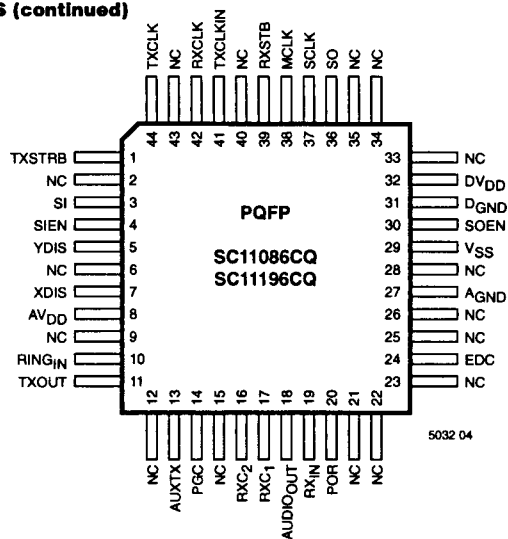 S (continued)
TXCLK
NC
RXCLK
TXCLKIN
NC
RXSTB
MCLK
SCLK
SO
NC
NC
44 43 42 41 40 39 38 37 36 35 34
TXSTRB 1
NC 2
SI 3
SIEN 4
YDIS 5
NC 6
XDIS 7
AVDD 8
NC 9
RINGIN 10
TXOUT 11
PQFP
SC11086CQ
SC11196CQ
33 NC
32 DVDD
31 DGND
30 SOEN
29 VSS
28 NC
27 AGND
26 NC
25 NC
24 EDC
23 NC
12 13 14 15 16 17 18 19 20 21 22
NC
AUXTX
PGC
NC
RXC2
RXC1
AUDIOOUT
RXIN
POR
NC
NC
5032 04